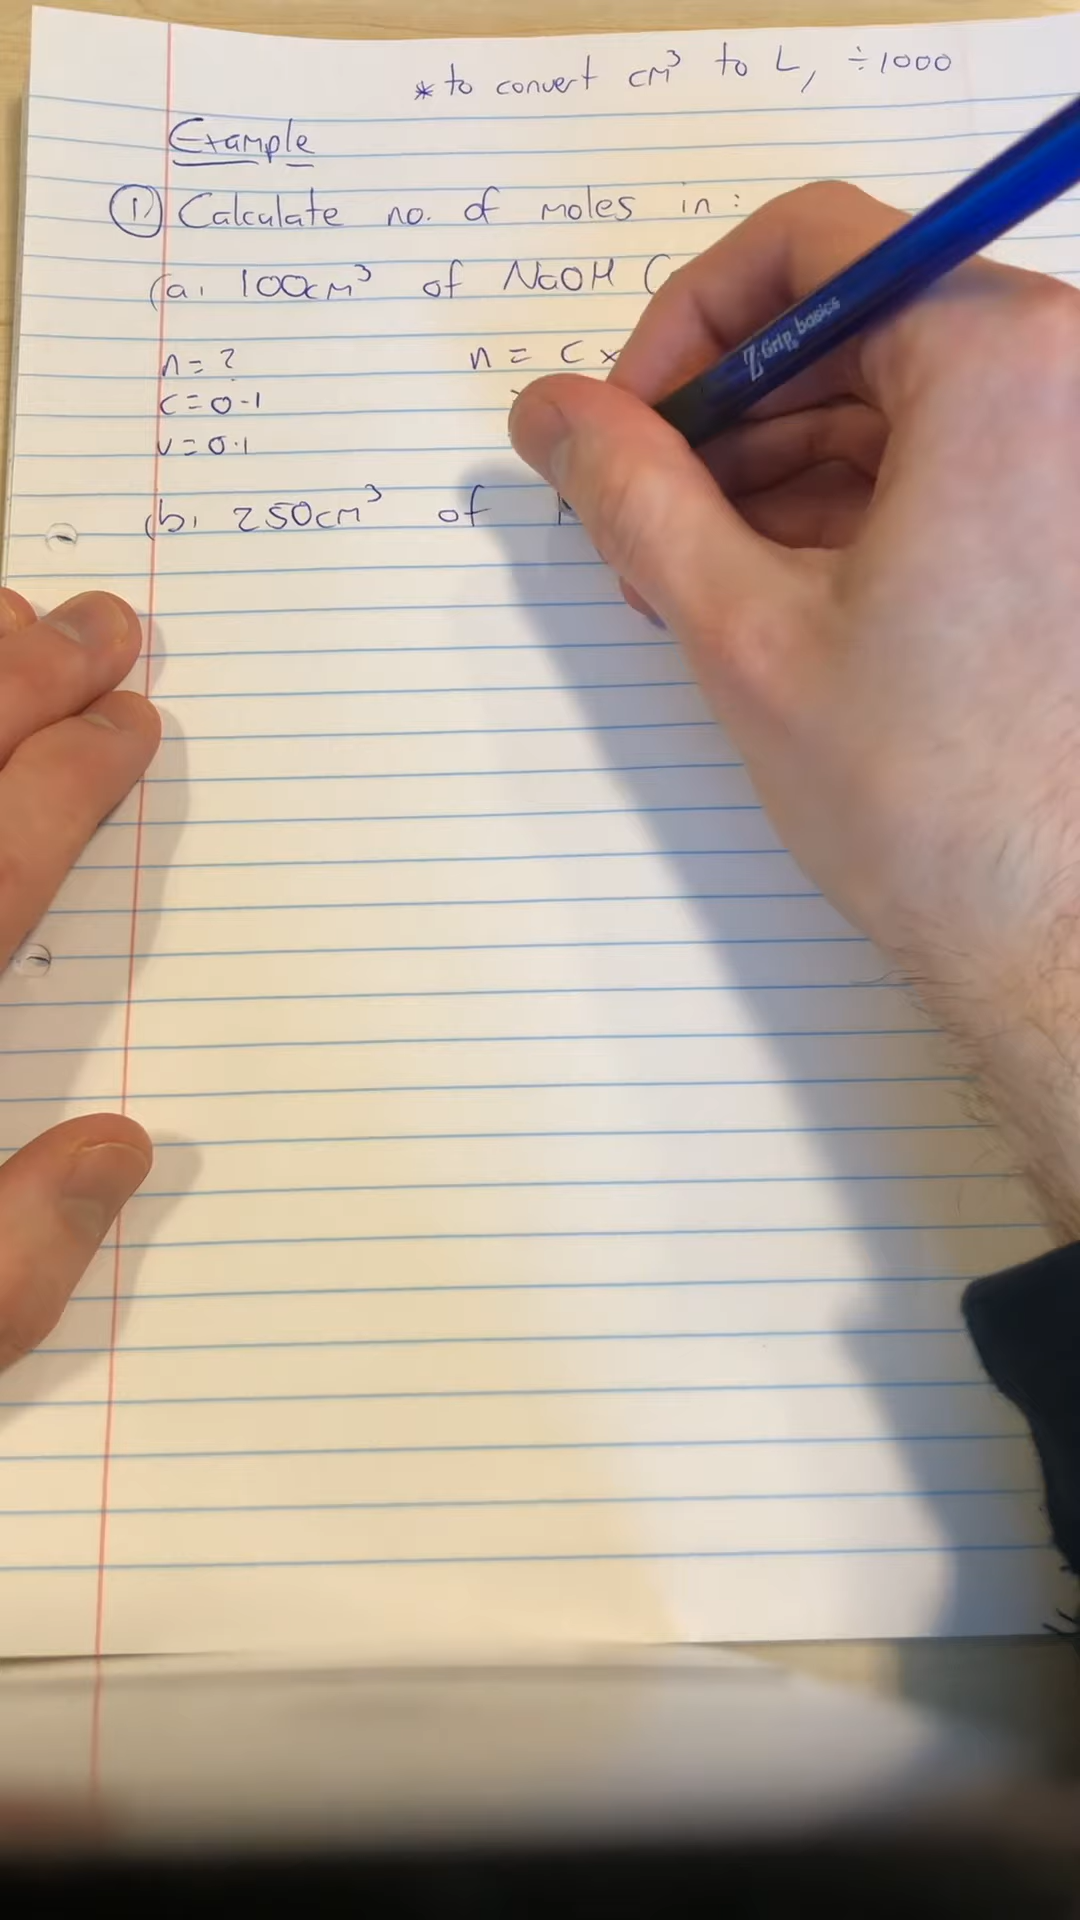 * to convert cm³ to L, ÷1000
Example
① Calculate no. of moles in:
(a) 100cm³ of NaOH (
n = ?
n = C x
C = 0.1
V = 0.1
(b) 250cm³ of
Z-Grip basics